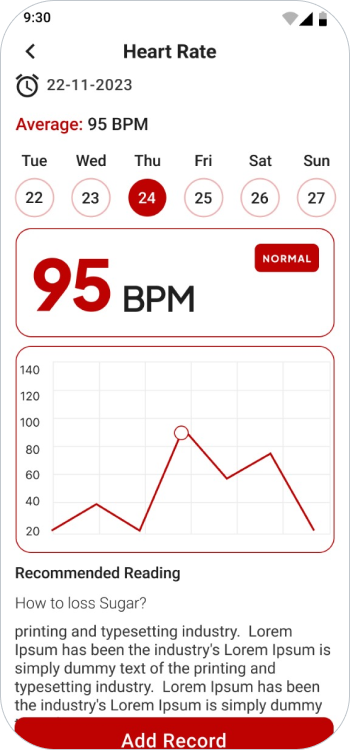 9:30
Heart Rate
22-11-2023
Average: 95 BPM
Tue Wed Thu Fri Sat Sun
22 23 24 25 26 27
NORMAL
95 BPM
140
120
100
80
60
40
20
Recommended Reading
How to loss Sugar?
printing and typesetting industry. Lorem
Ipsum has been the industry's Lorem Ipsum is
simply dummy text of the printing and
typesetting industry. Lorem Ipsum has been
the industry's Lorem Ipsum is simply dummy
Add Record